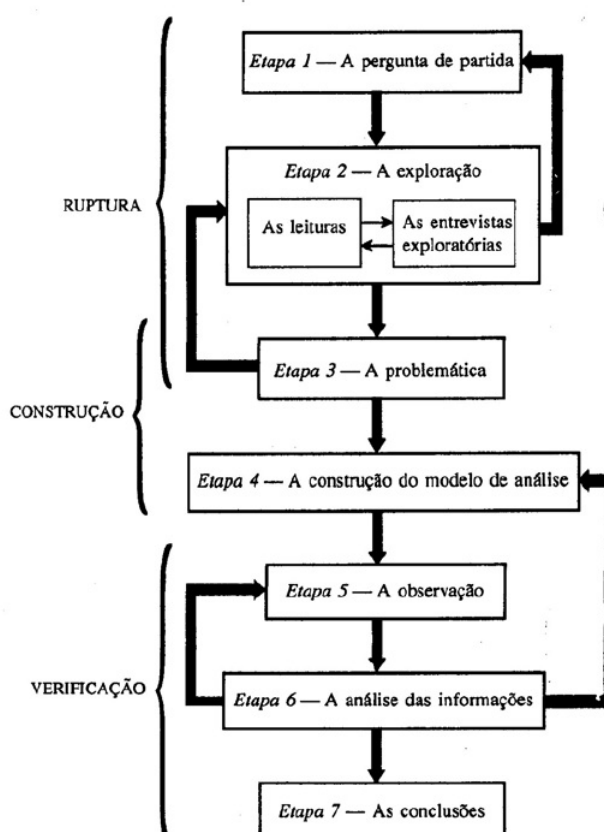 Etapa 1 — A pergunta de partida
Etapa 2 — A exploração
As leituras
As entrevistas
exploratórias
RUPTURA
Etapa 3 — A problemática
CONSTRUÇÃO
Etapa 4 — A construção do modelo de análise
Etapa 5 — A observação
VERIFICAÇÃO
Etapa 6 — A análise das informações
Etapa 7 — As conclusões